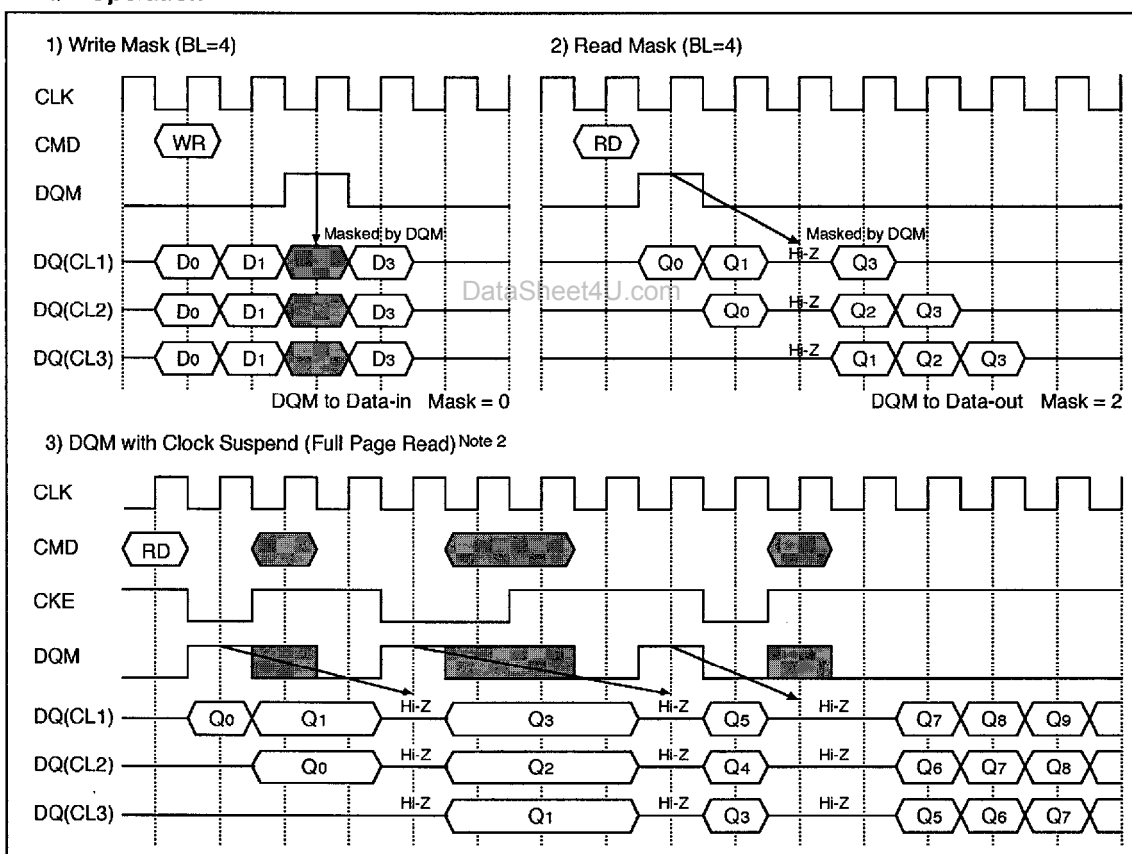 1) Write Mask (BL=4)
2) Read Mask (BL=4)
CLK
CMD WR RD
DQM
Masked by DQM Masked by DQM
DQ(CL1) D0 D1 D3 Q0 Q1 Hi-Z Q3
DQ(CL2) D0 D1 D3 Q0 Hi-Z Q2 Q3
DQ(CL3) D0 D1 D3 Hi-Z Q1 Q2 Q3
DataSheet4U.com
DQM to Data-in Mask = 0
DQM to Data-out Mask = 2
3) DQM with Clock Suspend (Full Page Read) Note 2
CLK
CMD RD
CKE
DQM
DQ(CL1) Q0 Q1 Hi-Z Q3 Hi-Z Q5 Hi-Z Q7 Q8 Q9
DQ(CL2) Q0 Hi-Z Q2 Hi-Z Q4 Hi-Z Q6 Q7 Q8
DQ(CL3) Hi-Z Q1 Hi-Z Q3 Hi-Z Q5 Q6 Q7